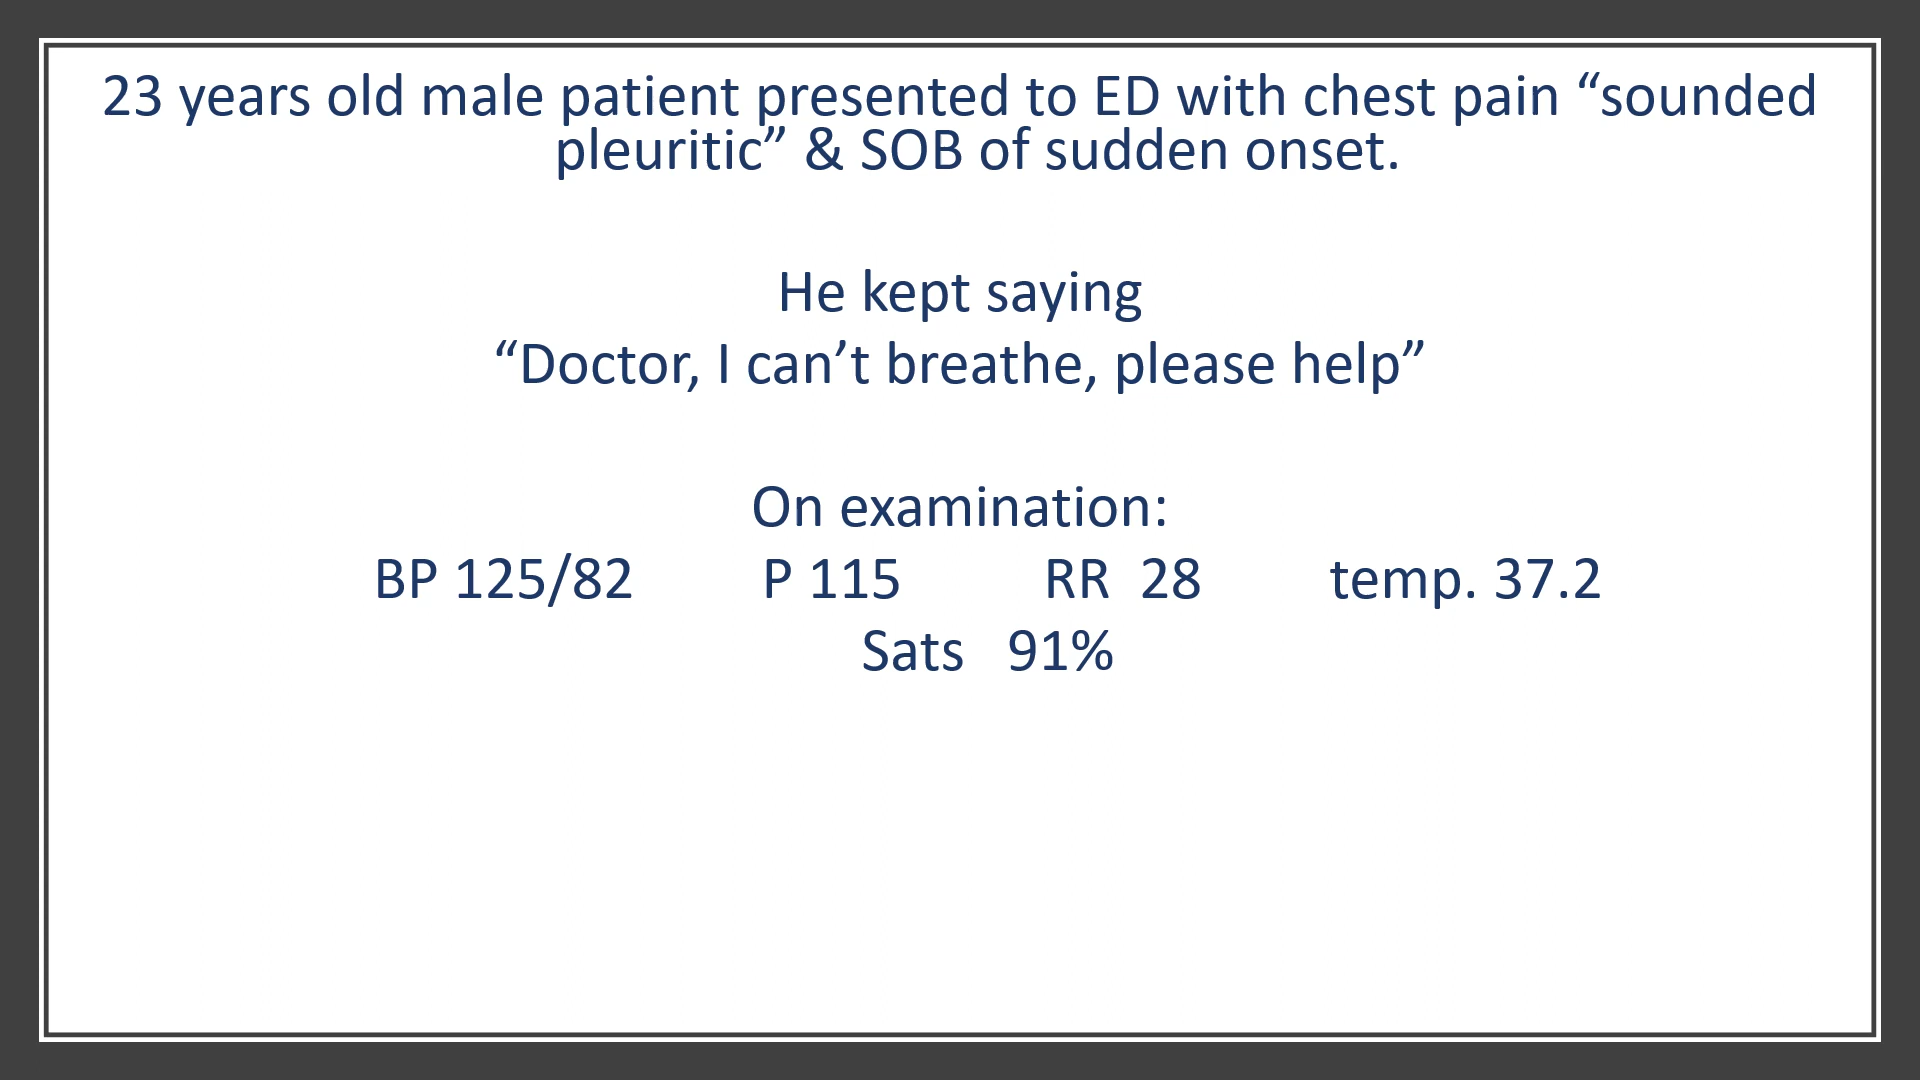 23 years old male patient presented to ED with chest pain “sounded
pleuritic” & SOB of sudden onset.
He kept saying
“Doctor, I can’t breathe, please help”
On examination:
BP 125/82 P 115 RR 28 temp. 37.2
Sats 91%